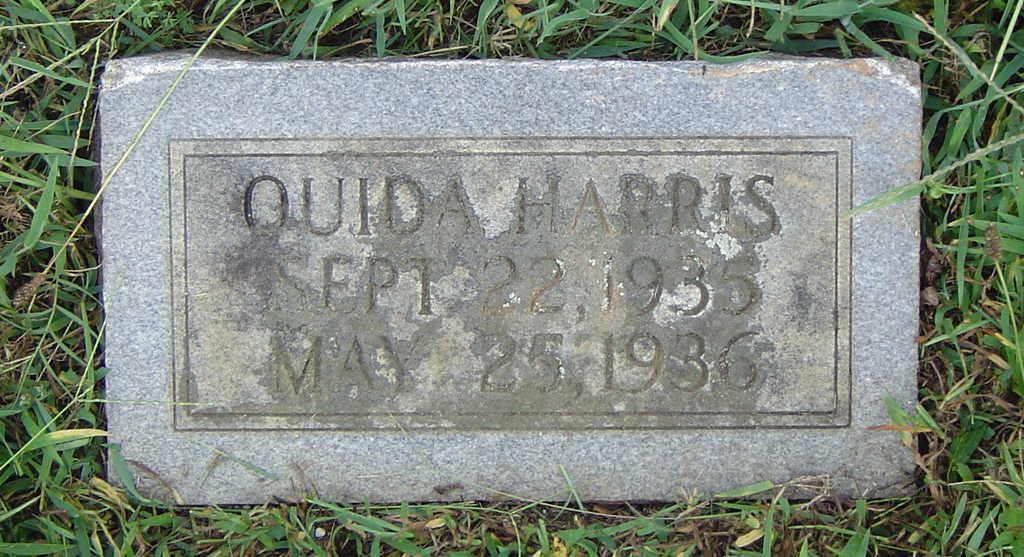 OUIDA HARRIS
SEPT. 22, 1935
MAY 25, 1936